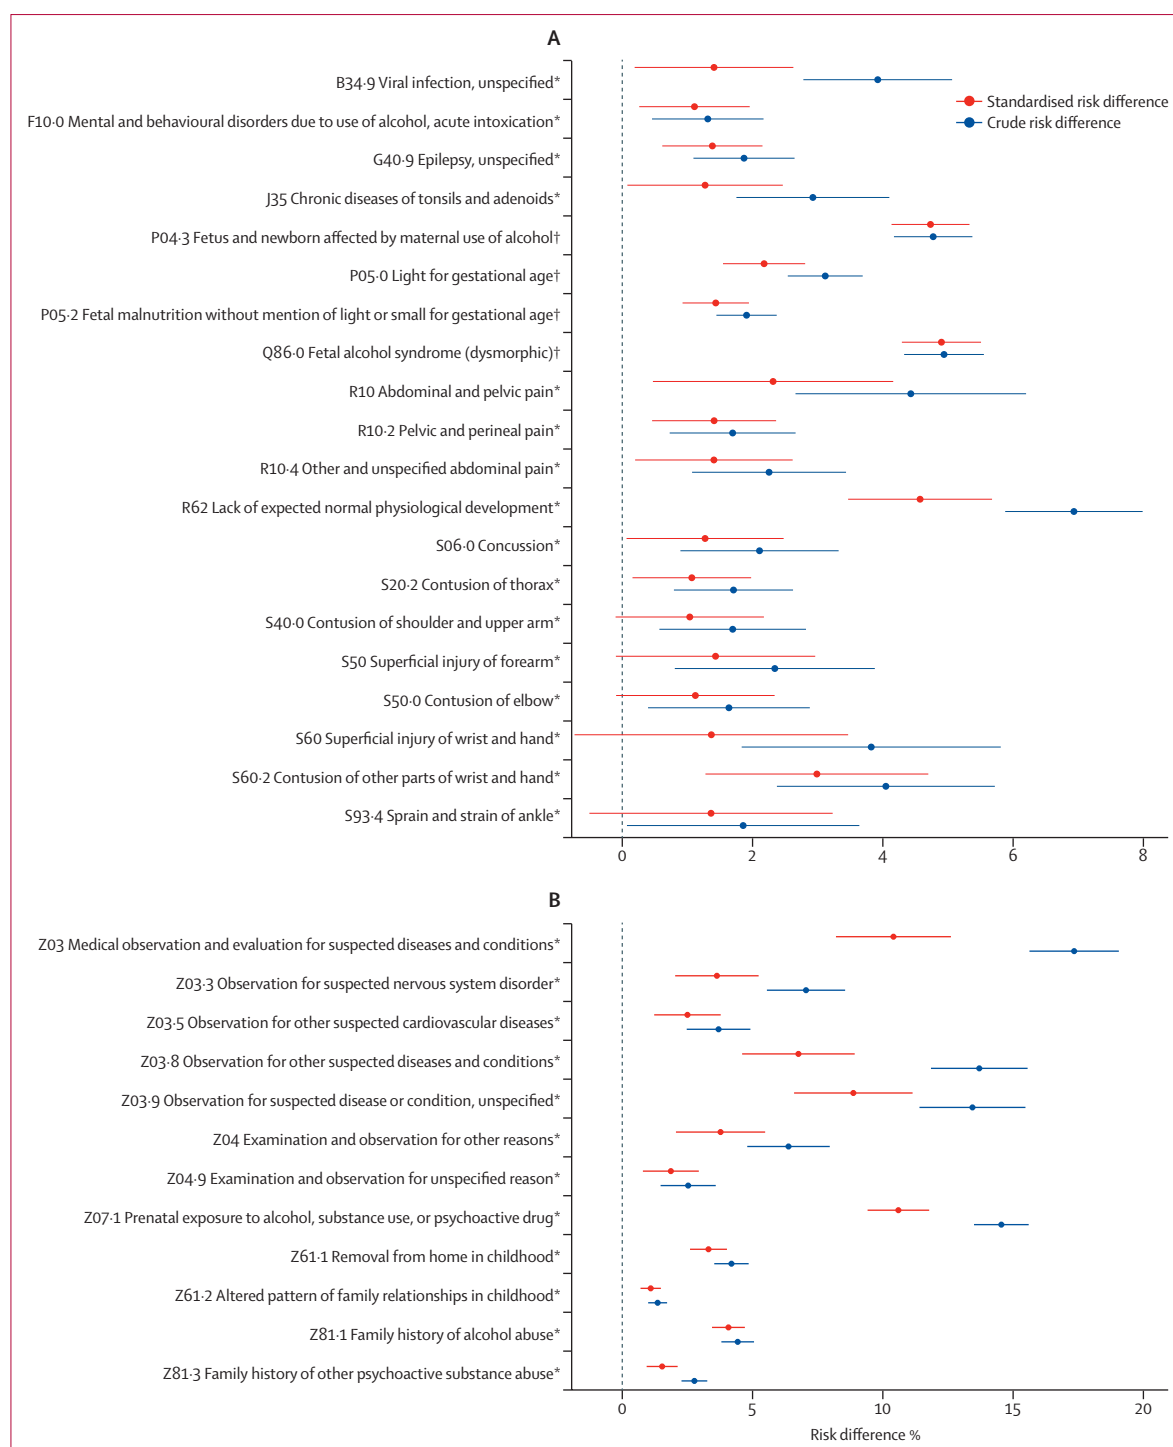 A
B34·9 Viral infection, unspecified*
Standardised risk difference
Crude risk difference
F10·0 Mental and behavioural disorders due to use of alcohol, acute intoxication*
G40·9 Epilepsy, unspecified*
J35 Chronic diseases of tonsils and adenoids*
P04·3 Fetus and newborn affected by maternal use of alcohol†
P05·0 Light for gestational age†
P05·2 Fetal malnutrition without mention of light or small for gestational age†
Q86·0 Fetal alcohol syndrome (dysmorphic)†
R10 Abdominal and pelvic pain*
R10·2 Pelvic and perineal pain*
R10·4 Other and unspecified abdominal pain*
R62 Lack of expected normal physiological development*
S06·0 Concussion*
S20·2 Contusion of thorax*
S40·0 Contusion of shoulder and upper arm*
S50 Superficial injury of forearm*
S50·0 Contusion of elbow*
S60 Superficial injury of wrist and hand*
S60·2 Contusion of other parts of wrist and hand*
S93·4 Sprain and strain of ankle*
0 2 4 6 8
B
Z03 Medical observation and evaluation for suspected diseases and conditions*
Z03·3 Observation for suspected nervous system disorder*
Z03·5 Observation for other suspected cardiovascular diseases*
Z03·8 Observation for other suspected diseases and conditions*
Z03·9 Observation for suspected disease or condition, unspecified*
Z04 Examination and observation for other reasons*
Z04·9 Examination and observation for unspecified reason*
Z07·1 Prenatal exposure to alcohol, substance use, or psychoactive drug*
Z61·1 Removal from home in childhood*
Z61·2 Altered pattern of family relationships in childhood*
Z81·1 Family history of alcohol abuse*
Z81·3 Family history of other psychoactive substance abuse*
0 5 10 15 20
Risk difference %